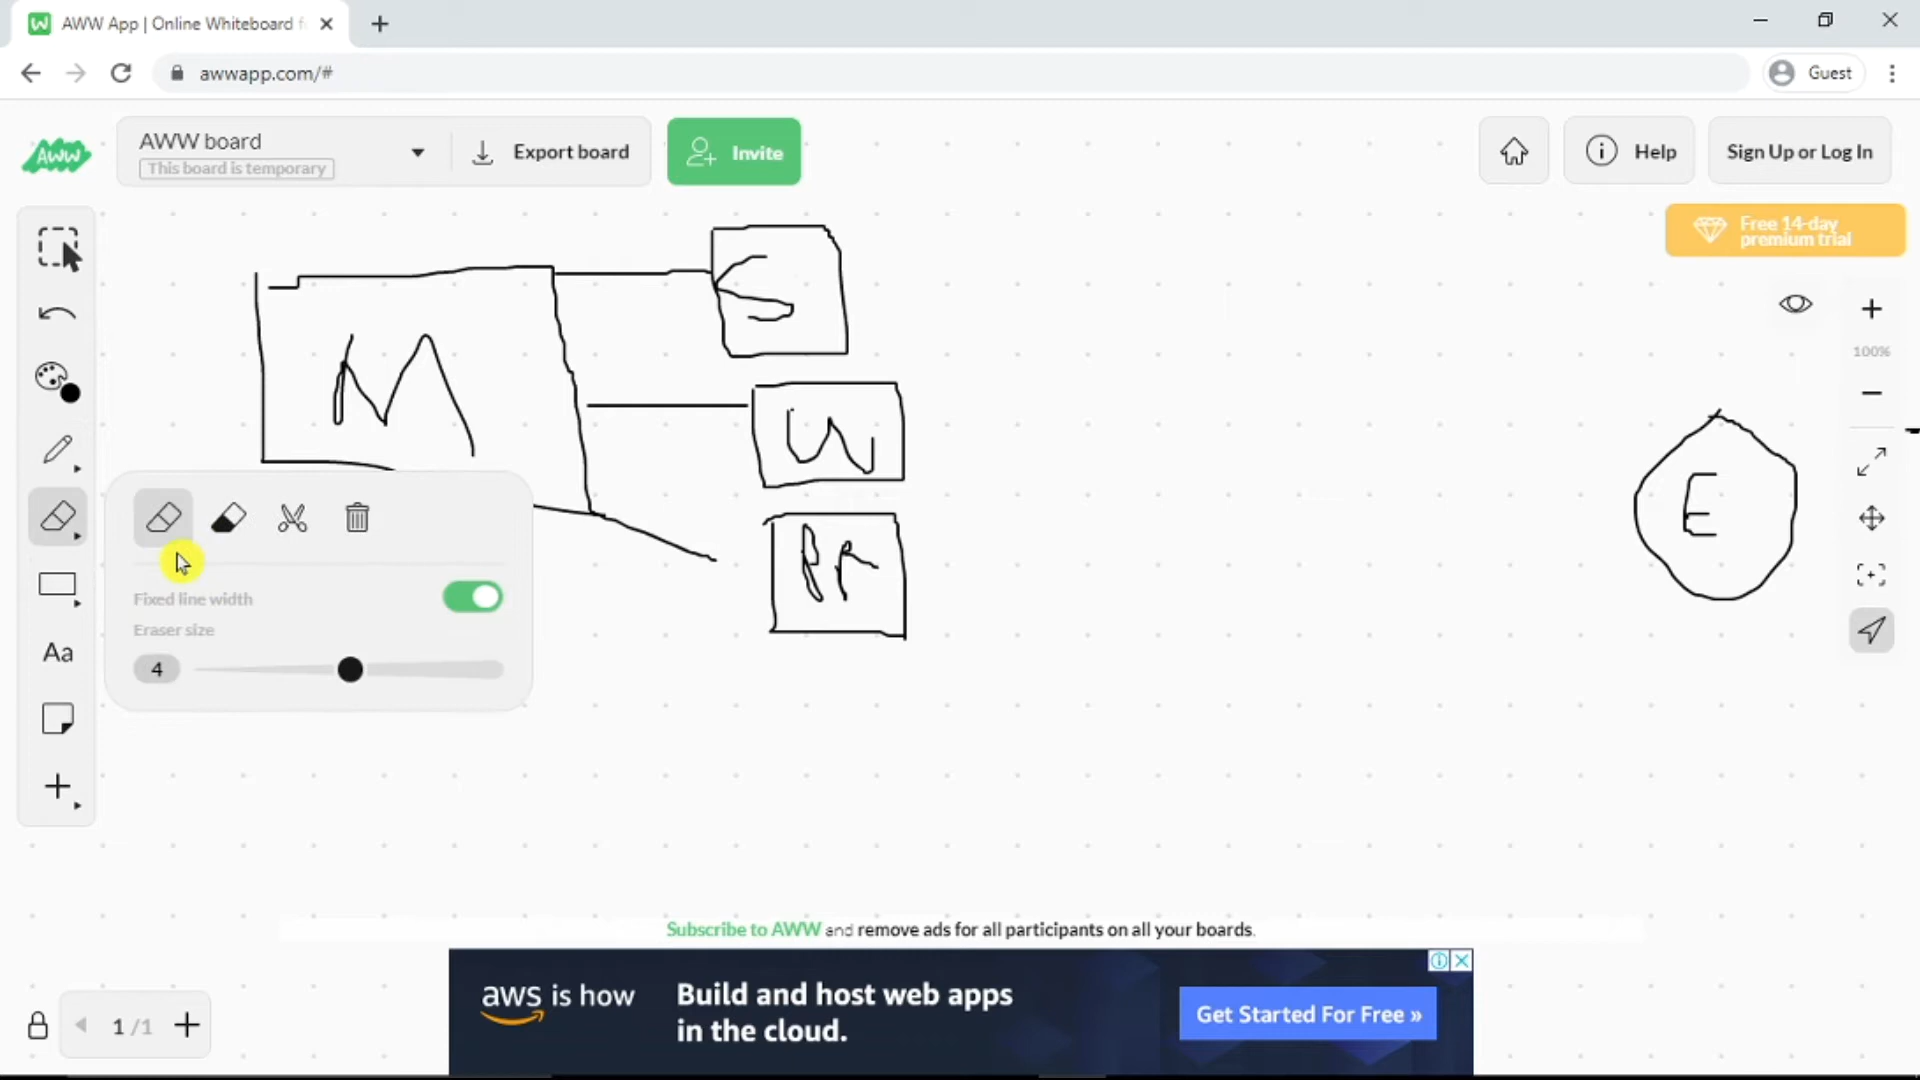 AWW App | Online Whiteboard f
awwapp.com/#
Guest
AWW
AWW board
This board is temporary
Export board
Invite
Help
Sign Up or Log In
Free 14-day
premium trial
100%
S
M
W
E
Pr
Fixed line width
Eraser size
4
Aa
Subscribe to AWW and remove ads for all participants on all your boards.
aws is how
Build and host web apps
in the cloud.
Get Started For Free »
1 /1